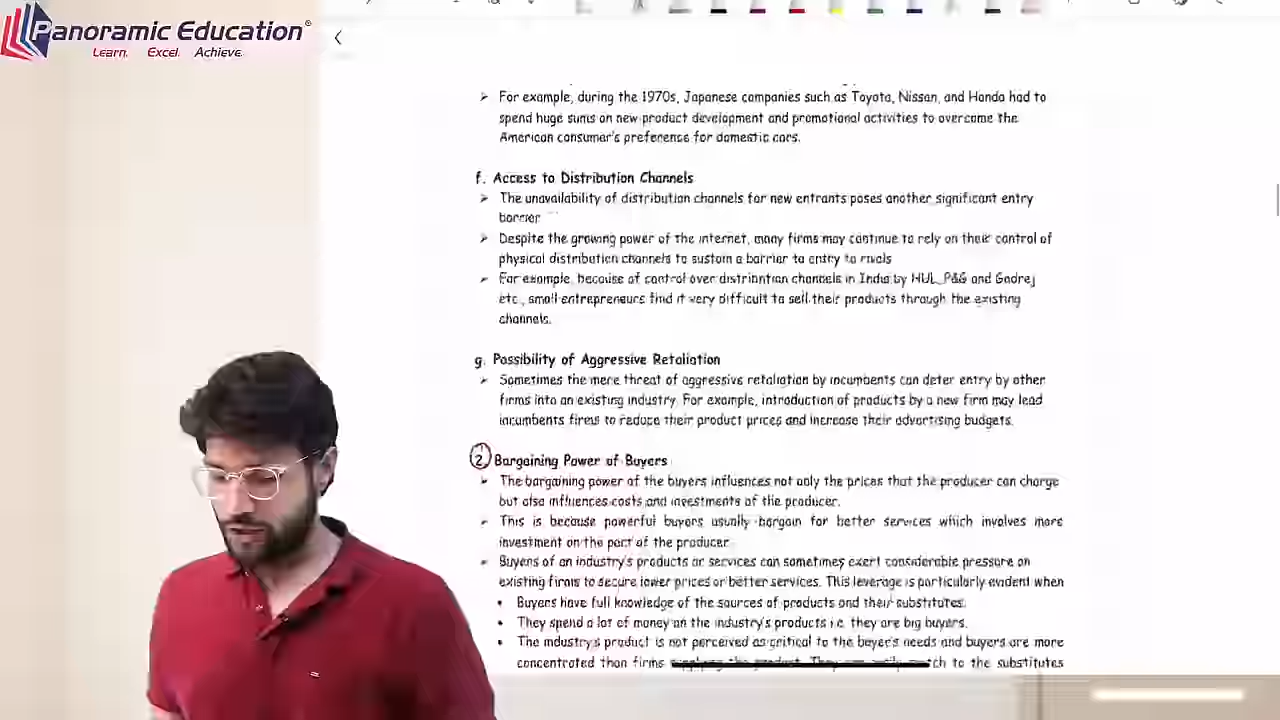 Panoramic Education®
Learn. Excel. Achieve.
➢ For example, during the 1970s, Japanese companies such as Toyota, Nissan, and Honda had to
spend huge sums on new product development and promotional activities to overcome the
American consumer's preference for domestic cars.
f. Access to Distribution Channels
➢ The unavailability of distribution channels for new entrants poses another significant entry
barrier
➢ Despite the growing power of the internet, many firms may continue to rely on their control of
physical distribution channels to sustain a barrier to entry to rivals
➢ For example, because of control over distribution channels in India by HUL, P&G and Godrej
etc., small entrepreneurs find it very difficult to sell their products through the existing
channels.
g. Possibility of Aggressive Retaliation
➢ Sometimes the mere threat of aggressive retaliation by incumbents can deter entry by other
firms into an existing industry. For example, introduction of products by a new firm may lead
incumbents firms to reduce their product prices and increase their advertising budgets.
2. Bargaining Power of Buyers
➢ The bargaining power of the buyers influences not only the prices that the producer can charge
but also influences costs and investments of the producer.
➢ This is because powerful buyers usually bargain for better services which involves more
investment on the part of the producer
➢ Buyers of an industry's products or services can sometimes exert considerable pressure on
existing firms to secure lower prices or better services. This leverage is particularly evident when
• Buyers have full knowledge of the sources of products and their substitutes.
• They spend a lot of money on the industry's products i.e. they are big buyers.
• The industry's product is not perceived as critical to the buyer's needs and buyers are more
concentrated than firms supplying the product. They can to the substitutes